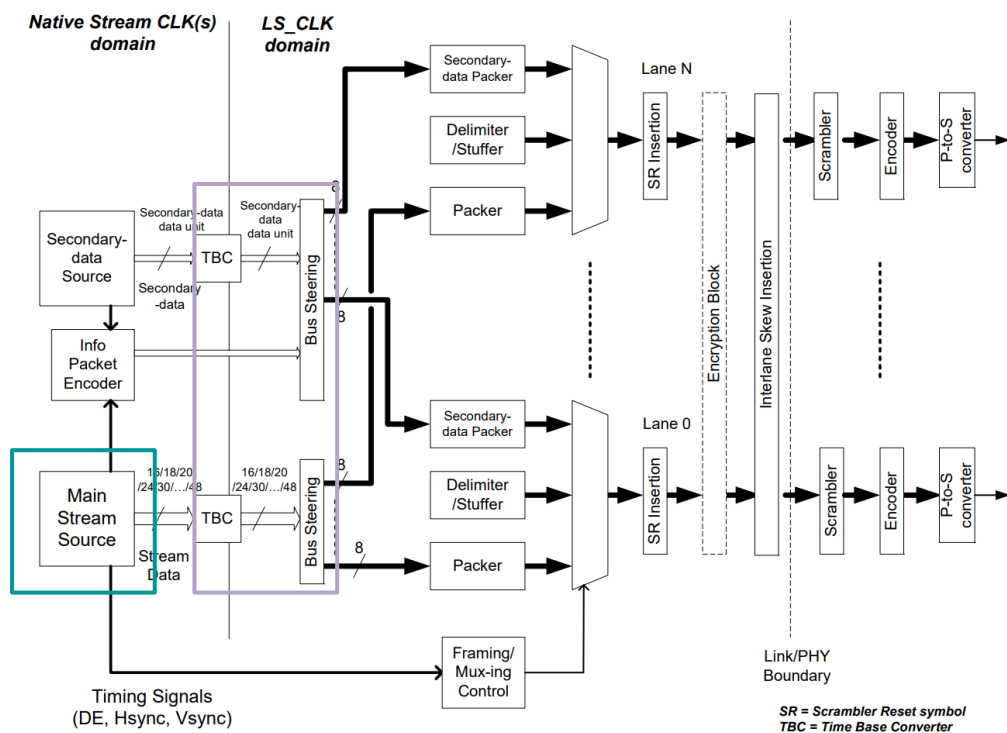 Native Stream CLK(s)
domain
LS_CLK
domain
Secondary-
data Packer
Delimiter
/Stuffer
Packer
Lane N
SR Insertion
Scrambler
Encoder
P-to-S
converter
8
Secondary-
data
Source
Secondary-data
data unit
Secondary
-data
TBC
Secondary-
data
data unit
Bus Steering
8
Info
Packet
Encoder
Encryption Block
Interlane Skew Insertion
Main
Stream
Source
16/18/20
/24/30/…/48
Stream
Data
TBC
16/18/20
/24/30/…/48
Bus Steering
8
8
Secondary-
data Packer
Delimiter/
Stuffer
Packer
Lane 0
SR Insertion
Scrambler
Encoder
P-to-S
converter
Framing/
Mux-ing
Control
Timing Signals
(DE, Hsync, Vsync)
Link/PHY
Boundary
SR = Scrambler Reset symbol
TBC = Time Base Converter